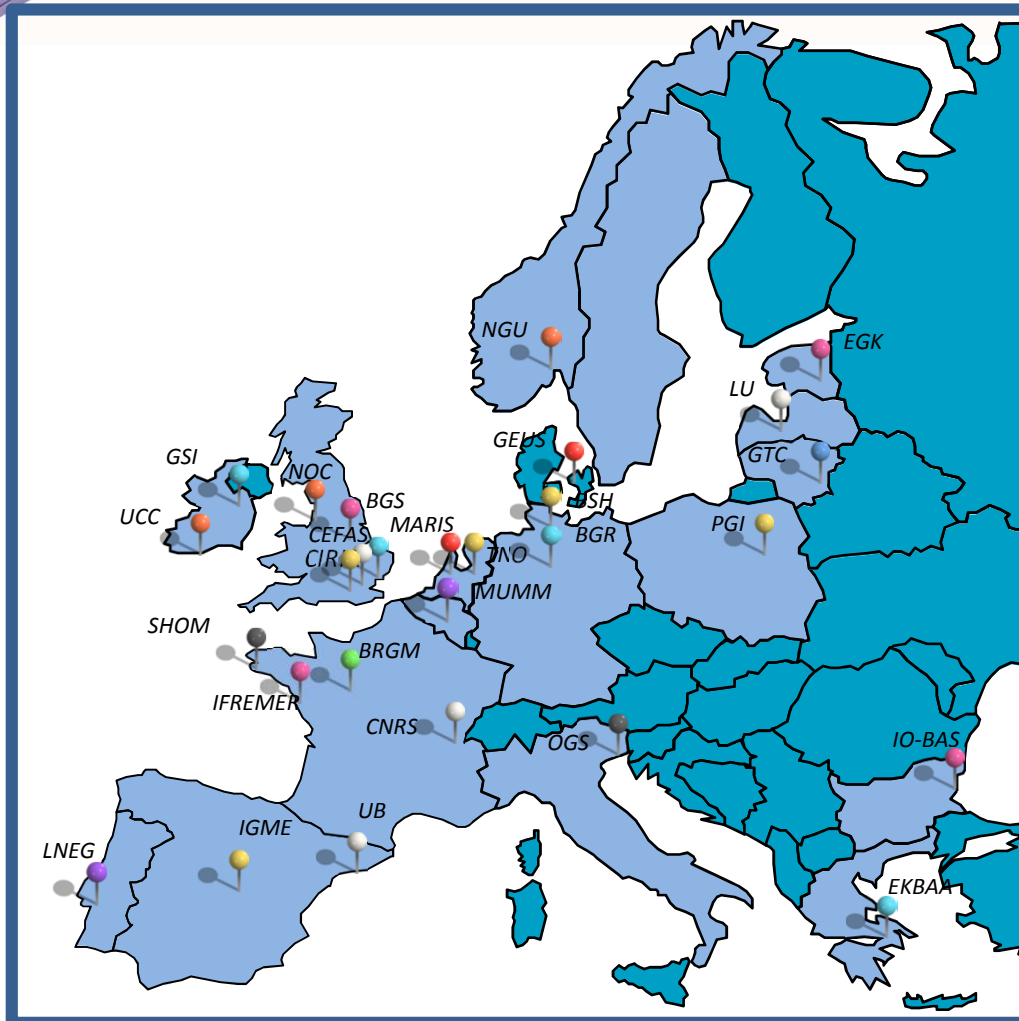 NGU
EGK
LU
GEUS
GTC
GSI
NOC
BGS
UCC
MARIS
BSH
PGI
CEFAS
BGR
TNO
MUMM
SHOM
BRGM
IFREMER
CNRS
OGS
IO-BAS
UB
IGME
LNEG
EKBAA